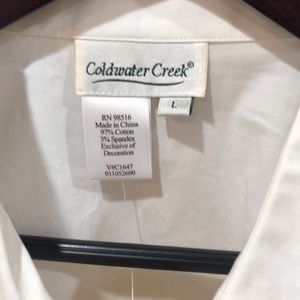 Coldwater Creek®
L
RN 98516
Made in China
97% Cotton
3% Spandex
Exclusive of
Decoration
V#C1647
011052690